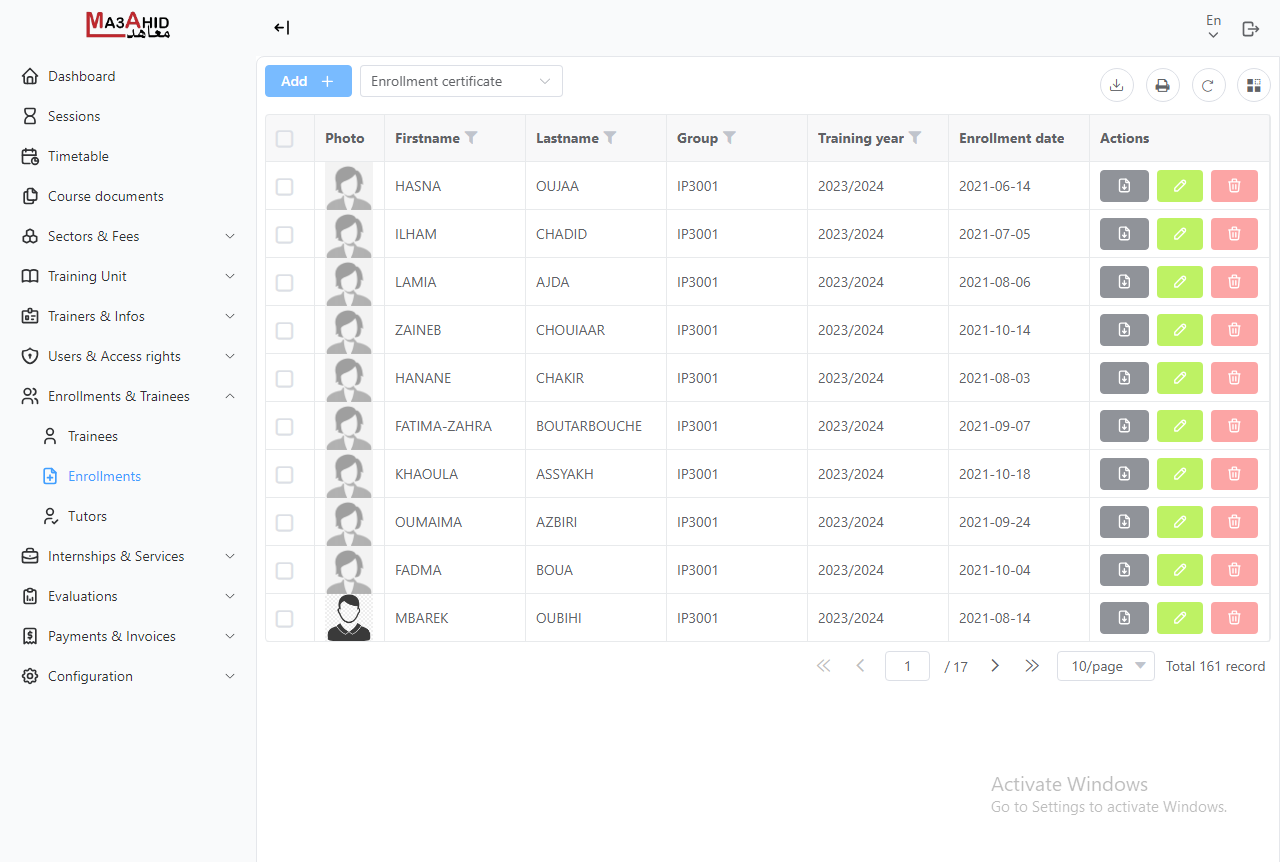 MA3AHID
معاهد
En
Dashboard
Sessions
Timetable
Course documents
Sectors & Fees
Training Unit
Trainers & Infos
Users & Access rights
Enrollments & Trainees
Trainees
Enrollments
Tutors
Internships & Services
Evaluations
Payments & Invoices
Configuration
Add + Enrollment certificate
Photo Firstname Lastname Group Training year Enrollment date Actions
HASNA OUJAA IP3001 2023/2024 2021-06-14
ILHAM CHADID IP3001 2023/2024 2021-07-05
LAMIA AJDA IP3001 2023/2024 2021-08-06
ZAINEB CHOUIAAR IP3001 2023/2024 2021-10-14
HANANE CHAKIR IP3001 2023/2024 2021-08-03
FATIMA-ZAHRA BOUTARBOUCHE IP3001 2023/2024 2021-09-07
KHAOULA ASSYAKH IP3001 2023/2024 2021-10-18
OUMAIMA AZBIRI IP3001 2023/2024 2021-09-24
FADMA BOUA IP3001 2023/2024 2021-10-04
MBAREK OUBIHI IP3001 2023/2024 2021-08-14
1 / 17 10/page Total 161 record
Activate Windows
Go to Settings to activate Windows.